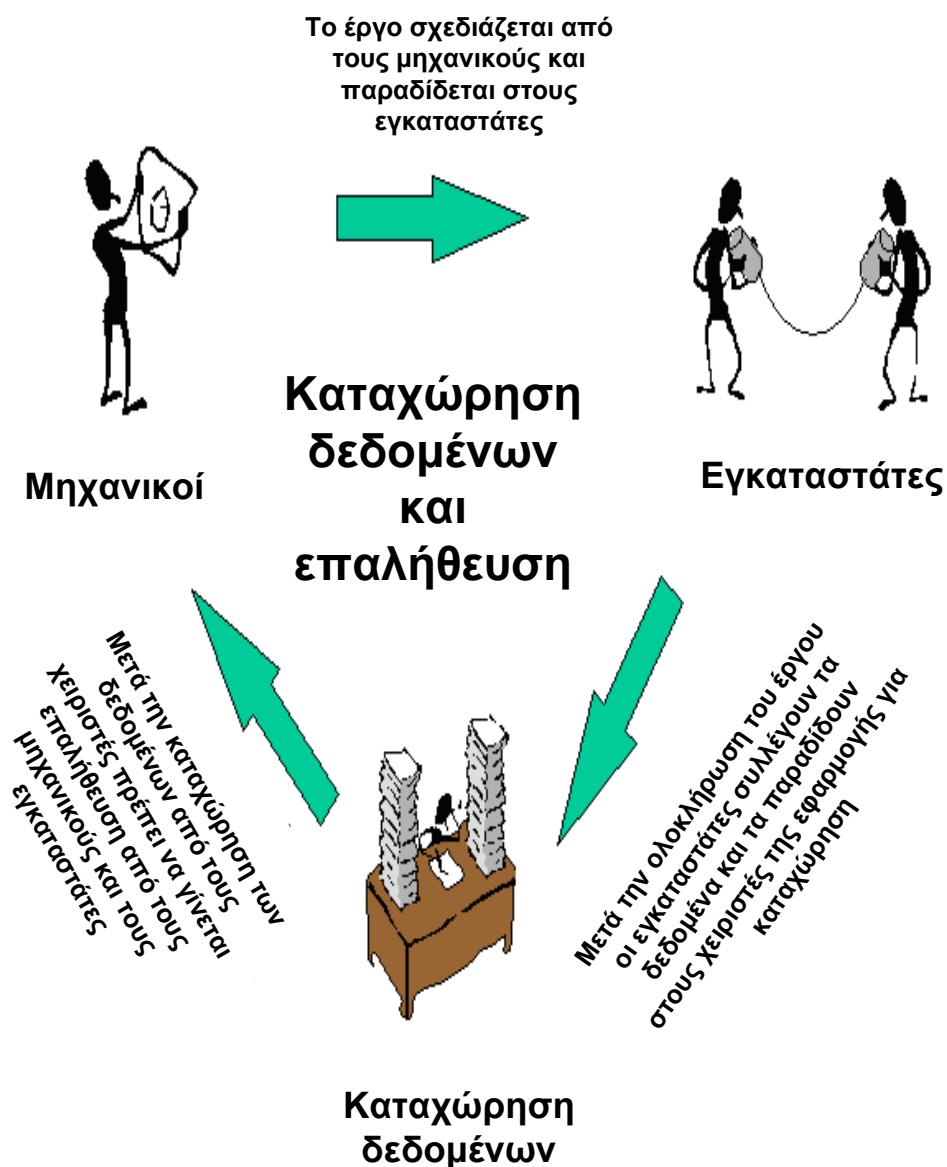 Το έργο σχεδιάζεται από
τους μηχανικούς και
παραδίδεται στους
εγκαταστάτες
Μηχανικοί
Καταχώρηση
δεδομένων
και
επαλήθευση
Εγκαταστάτες
Μετά την καταχώρηση των
δεδομένων από τους
χειριστές πρέπει να γίνεται
επαλήθευση από τους
μηχανικούς και τους
εγκαταστάτες
Μετά την ολοκλήρωση του έργου
οι εγκαταστάτες συλλέγουν τα
δεδομένα και τα παραδίδουν
στους χειριστές της εφαρμογής για
καταχώρηση
Καταχώρηση
δεδομένων